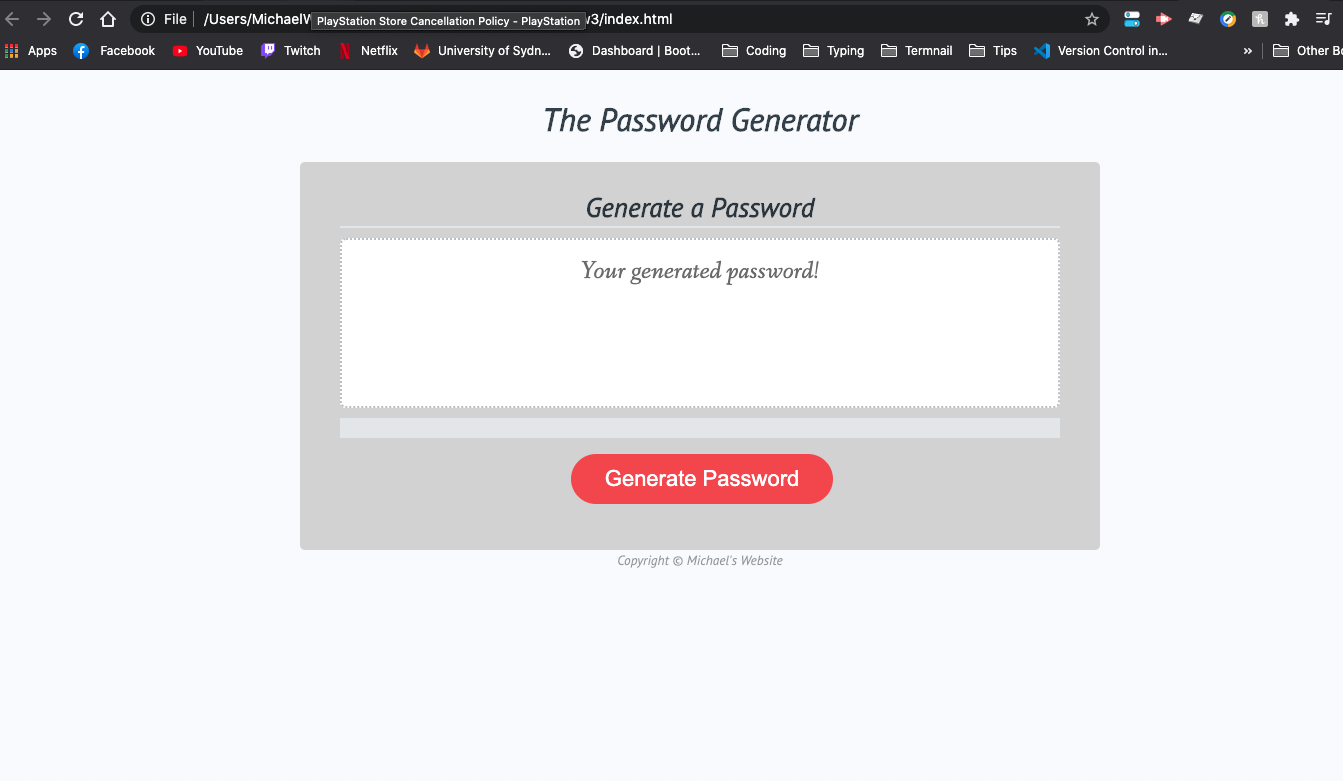 File /Users/MichaelW
PlayStation Store Cancellation Policy - PlayStation
w3/index.html
Apps Facebook YouTube Twitch Netflix University of Sydn... Dashboard | Boot... Coding Typing Termnail Tips Version Control in... » Other Bo
The Password Generator
Generate a Password
Your generated password!
Generate Password
Copyright © Michael's Website